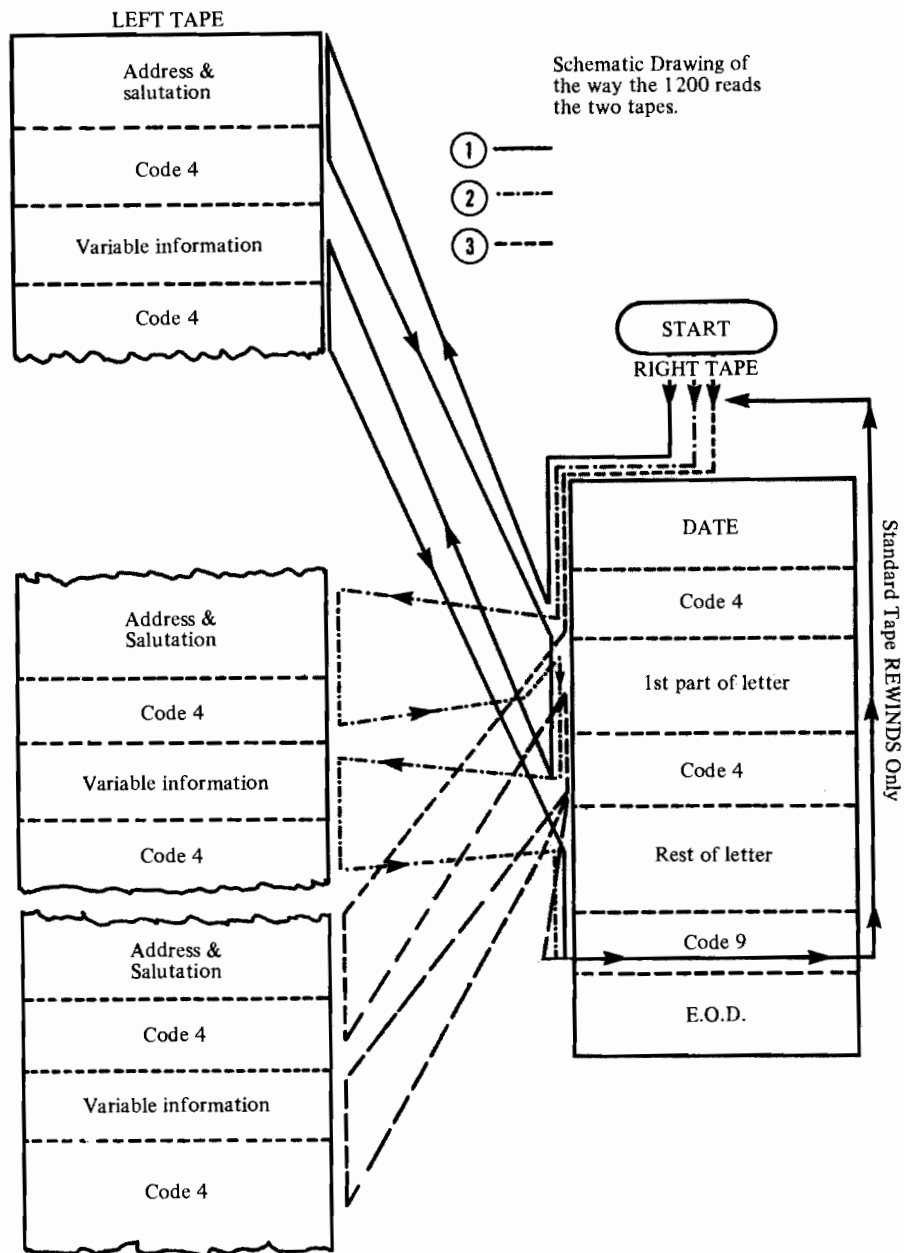 LEFT TAPE
Address &
salutation
Code 4
Variable information
Code 4
Schematic Drawing of
the way the 1200 reads
the two tapes.
1
2
3
START
RIGHT TAPE
DATE
Code 4
1st part of letter
Code 4
Rest of letter
Code 9
E.O.D.
Standard Tape REWINDS Only
Address &
Salutation
Code 4
Variable information
Code 4
Address &
Salutation
Code 4
Variable information
Code 4